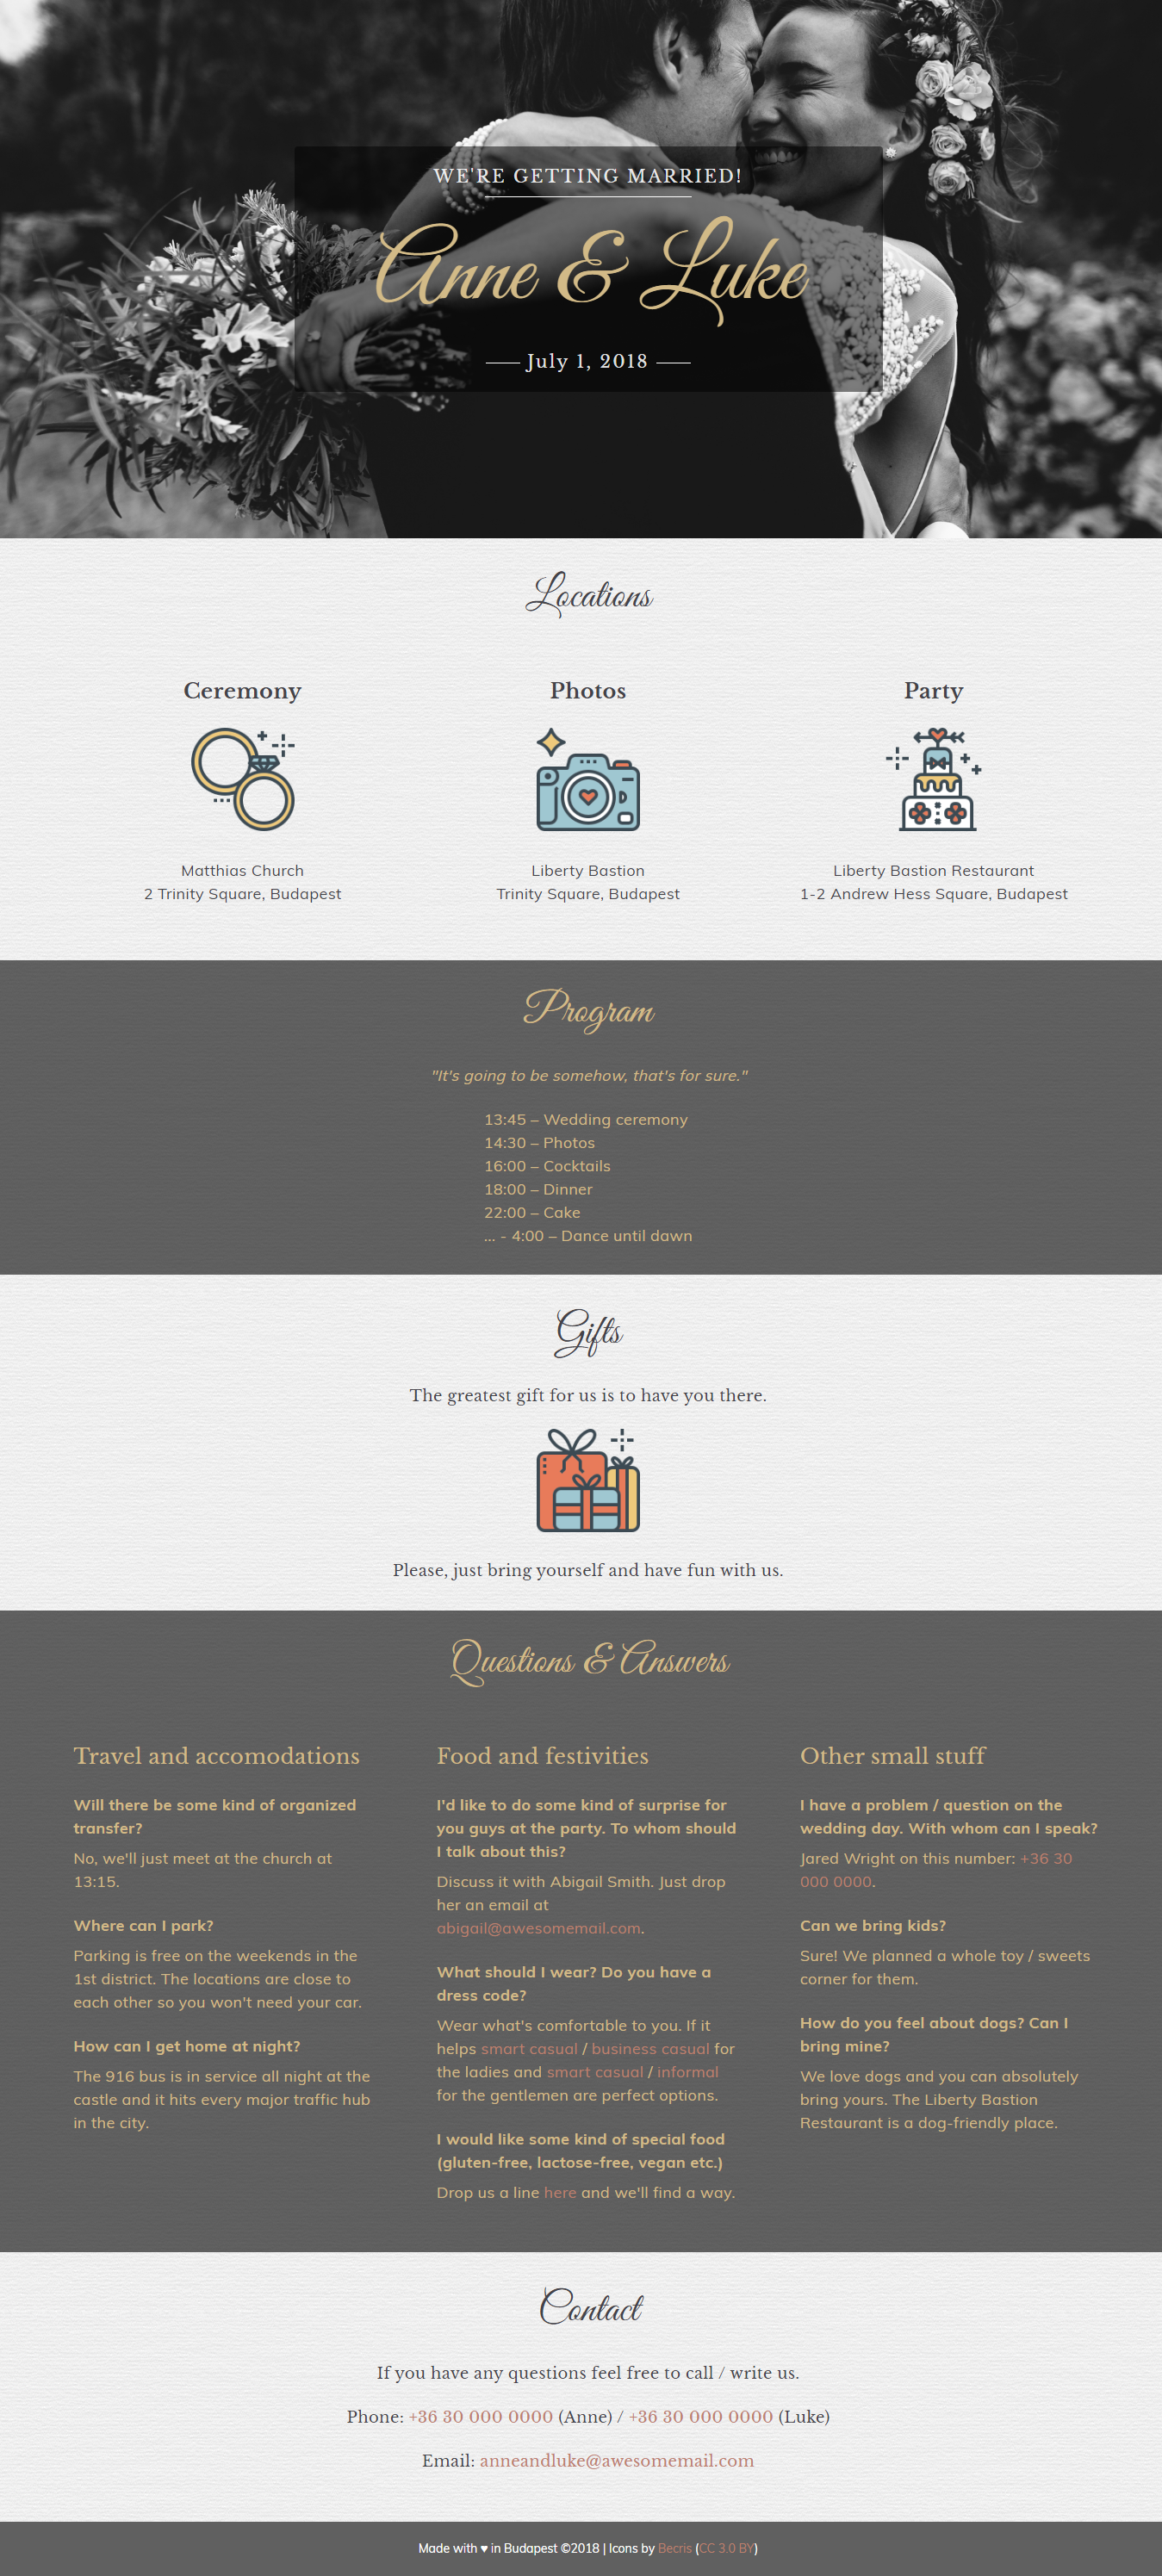 WE'RE GETTING MARRIED!
Anne & Luke
July 1, 2018
Locations
Ceremony
Matthias Church
2 Trinity Square, Budapest
Photos
Liberty Bastion
Trinity Square, Budapest
Party
Liberty Bastion Restaurant
1-2 Andrew Hess Square, Budapest
Program
"It's going to be somehow, that's for sure."
13:45 – Wedding ceremony
14:30 – Photos
16:00 – Cocktails
18:00 – Dinner
22:00 – Cake
... - 4:00 – Dance until dawn
Gifts
The greatest gift for us is to have you there.
Please, just bring yourself and have fun with us.
Questions & Answers
Travel and accomodations
Will there be some kind of organized
transfer?
No, we'll just meet at the church at
13:15.
Where can I park?
Parking is free on the weekends in the
1st district. The locations are close to
each other so you won't need your car.
How can I get home at night?
The 916 bus is in service all night at the
castle and it hits every major traffic hub
in the city.
Food and festivities
I'd like to do some kind of surprise for
you guys at the party. To whom should
I talk about this?
Discuss it with Abigail Smith. Just drop
her an email at
abigail@awesomemail.com.
What should I wear? Do you have a
dress code?
Wear what's comfortable to you. If it
helps smart casual / business casual for
the ladies and smart casual / informal
for the gentlemen are perfect options.
I would like some kind of special food
(gluten-free, lactose-free, vegan etc.)
Drop us a line here and we'll find a way.
Other small stuff
I have a problem / question on the
wedding day. With whom can I speak?
Jared Wright on this number: +36 30
000 0000.
Can we bring kids?
Sure! We planned a whole toy / sweets
corner for them.
How do you feel about dogs? Can I
bring mine?
We love dogs and you can absolutely
bring yours. The Liberty Bastion
Restaurant is a dog-friendly place.
Contact
If you have any questions feel free to call / write us.
Phone: +36 30 000 0000 (Anne) / +36 30 000 0000 (Luke)
Email: anneandluke@awesomemail.com
Made with ♥ in Budapest ©2018 | Icons by Becris (CC 3.0 BY)